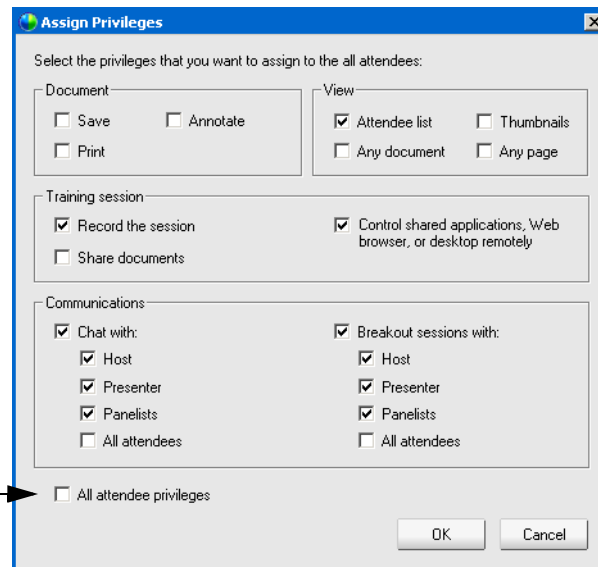 Assign Privileges
Select the privileges that you want to assign to the all attendees:
Document
Save
Annotate
Print
View
Attendee list
Thumbnails
Any document
Any page
Training session
Record the session
Control shared applications, Web
browser, or desktop remotely
Share documents
Communications
Chat with:
Host
Presenter
Panelists
All attendees
Breakout sessions with:
Host
Presenter
Panelists
All attendees
All attendee privileges
OK
Cancel